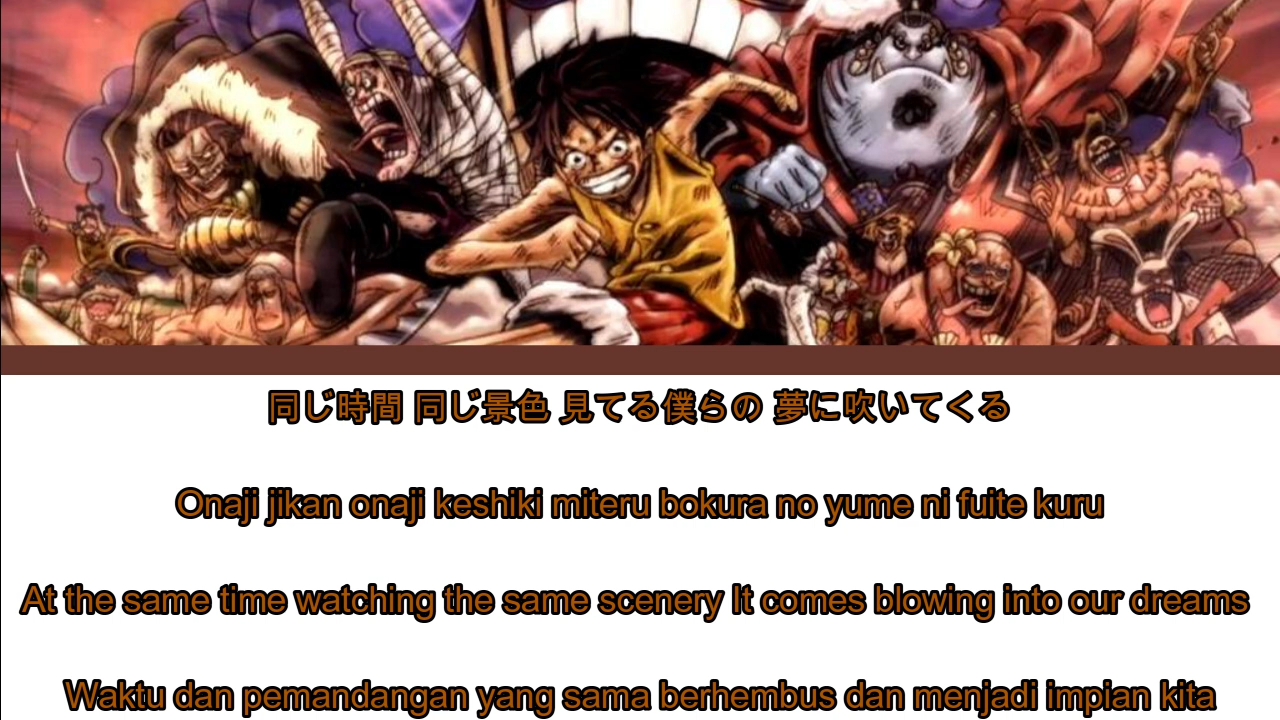 同じ時間 同じ景色 見てる僕らの 夢に吹いてくる
Onaji jikan onaji keshiki miteru bokura no yume ni fuite kuru
At the same time watching the same scenery It comes blowing into our dreams
Waktu dan pemandangan yang sama berhembus dan menjadi impian kita